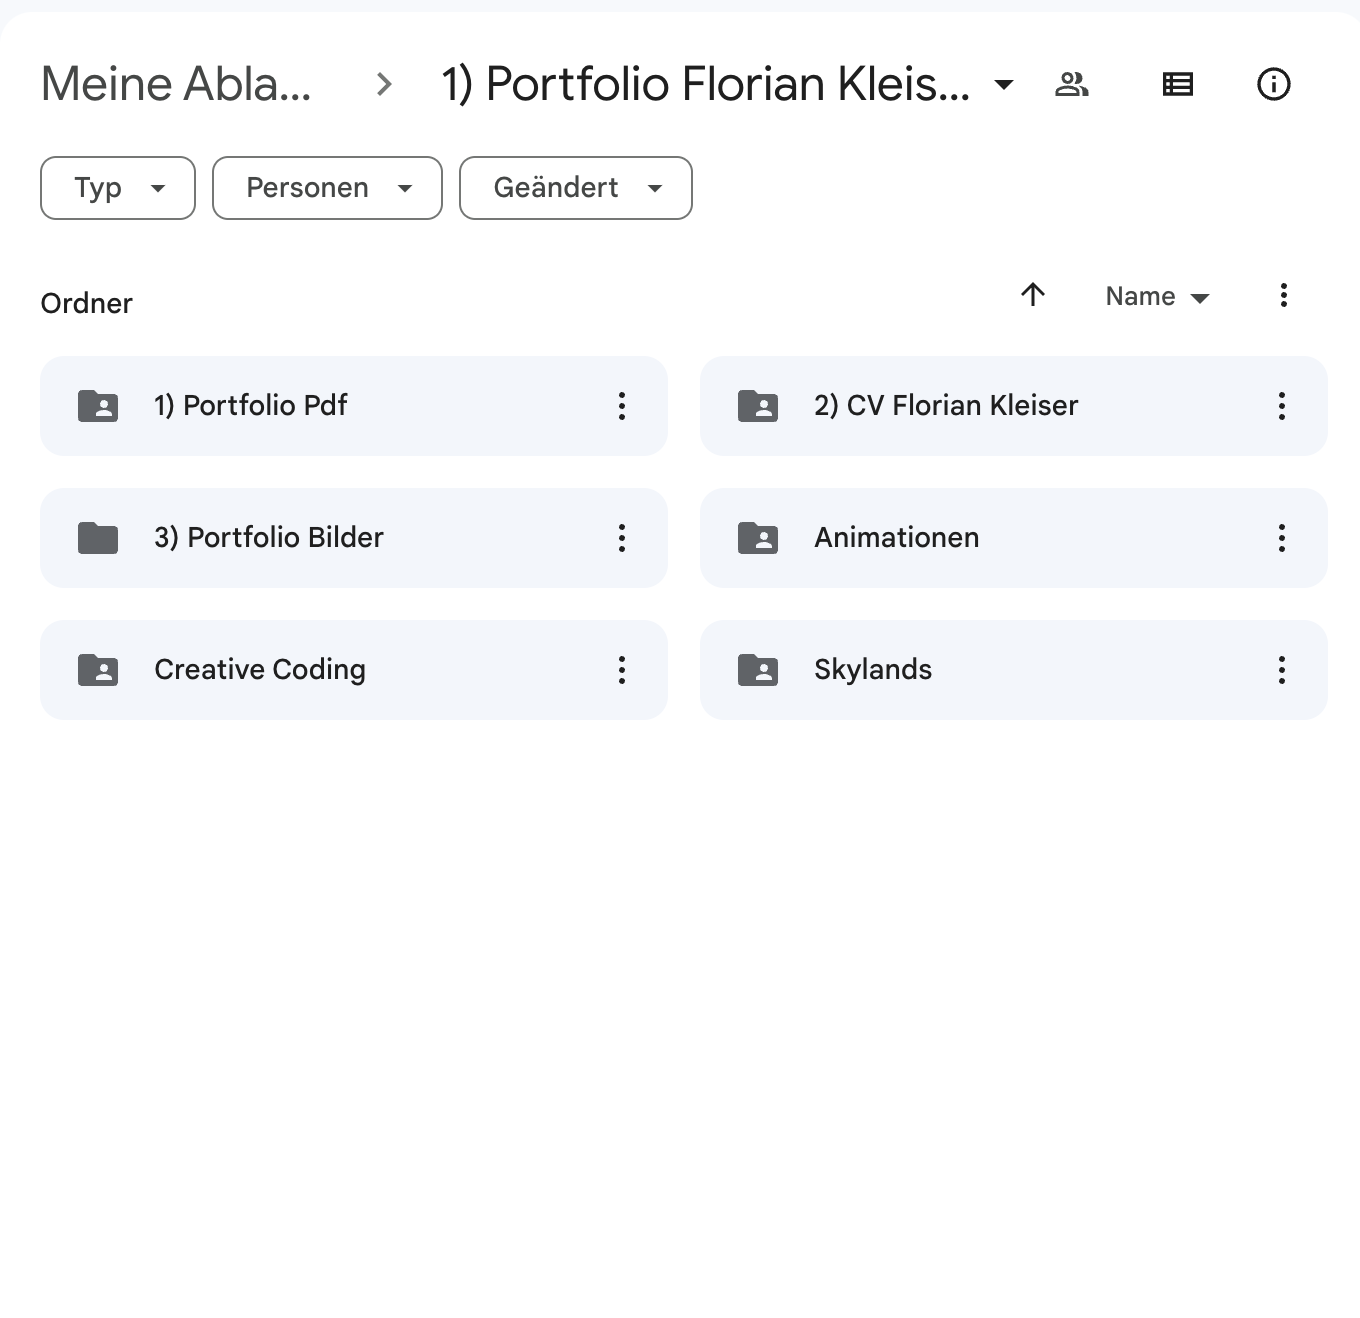 Meine Abla... 1) Portfolio Florian Kleis...
Typ Personen Geändert
Ordner Name
1) Portfolio Pdf 2) CV Florian Kleiser
3) Portfolio Bilder Animationen
Creative Coding Skylands